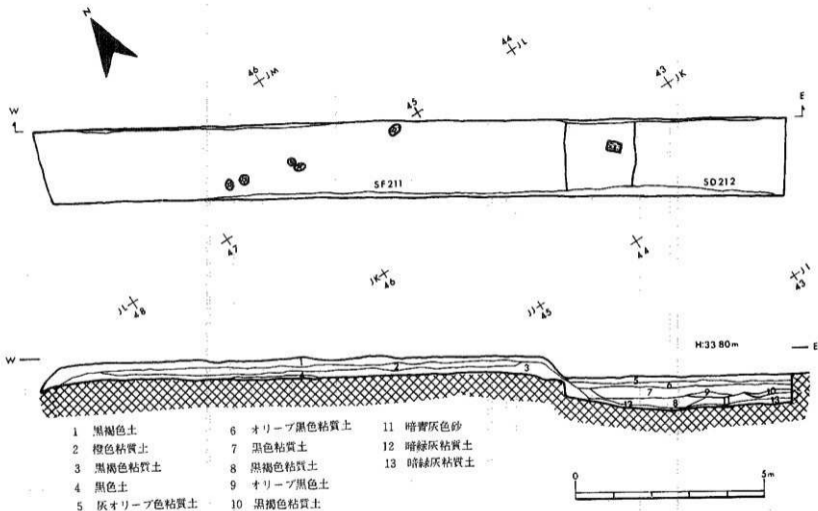 N
44 JL
46 JM
43 JK
45
W E
SF211 SD212
47
44
JL 48
JK 46
JJ 45
JI 43
H:33.80m
W E
1 2 3 4 5 6 7 8 9 10 11 12 13
1 黒褐色土
2 橙色粘質土
3 黒褐色粘質土
4 黒色土
5 灰オリーブ色粘質土
6 オリーブ黒色粘質土
7 黒色粘質土
8 黒褐色粘質土
9 オリーブ黒色土
10 黒褐色粘質土
11 暗青灰色砂
12 暗緑灰粘質土
13 暗緑灰粘質土
0 5m